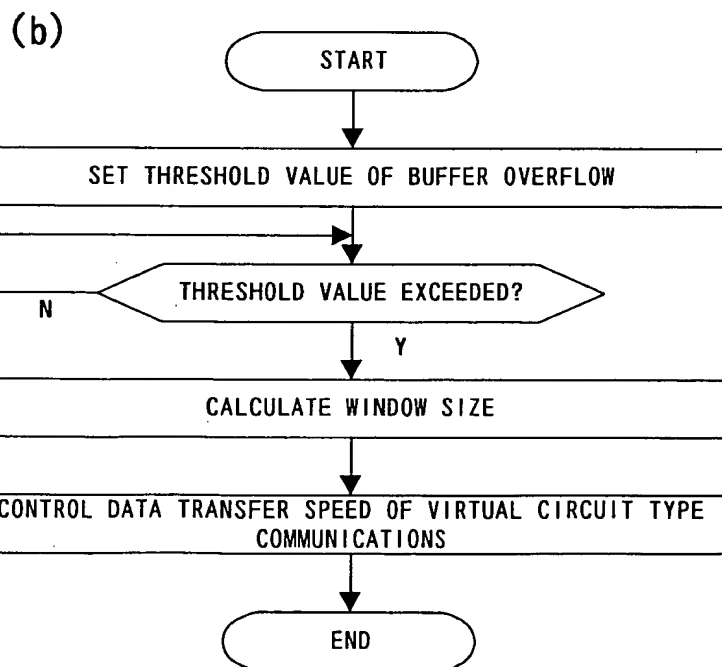 (b)
START
SET THRESHOLD VALUE OF BUFFER OVERFLOW
THRESHOLD VALUE EXCEEDED?
N
Y
CALCULATE WINDOW SIZE
CONTROL DATA TRANSFER SPEED OF VIRTUAL CIRCUIT TYPE
COMMUNICATIONS
END